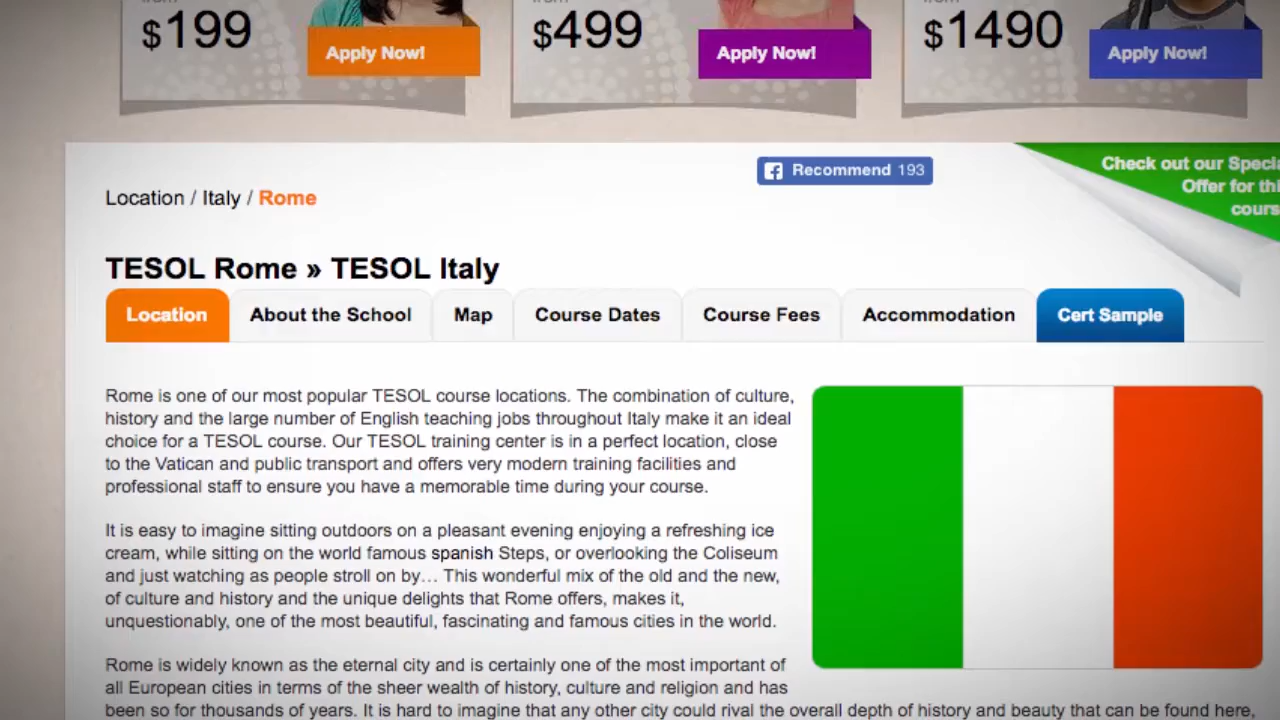 $199
Apply Now!
$499
Apply Now!
$1490
Apply Now!
Recommend 193
Check out our
Offer for
Location / Italy / Rome
TESOL Rome » TESOL Italy
Location
About the School
Map
Course Dates
Course Fees
Accommodation
Cert Sample
Rome is one of our most popular TESOL course locations. The combination of culture,
history and the large number of English teaching jobs throughout Italy make it an ideal
choice for a TESOL course. Our TESOL training center is in a perfect location, close
to the Vatican and public transport and offers very modern training facilities and
professional staff to ensure you have a memorable time during your course.
It is easy to imagine sitting outdoors on a pleasant evening enjoying a refreshing ice
cream, while sitting on the world famous spanish Steps, or overlooking the Coliseum
and just watching as people stroll on by… This wonderful mix of the old and the new,
of culture and history and the unique delights that Rome offers, makes it,
unquestionably, one of the most beautiful, fascinating and famous cities in the world.
Rome is widely known as the eternal city and is certainly one of the most important of
all European cities in terms of the sheer wealth of history, culture and religion and has
been so for thousands of years. It is hard to imagine that any other city could rival the overall depth of history and beauty that can be found here,